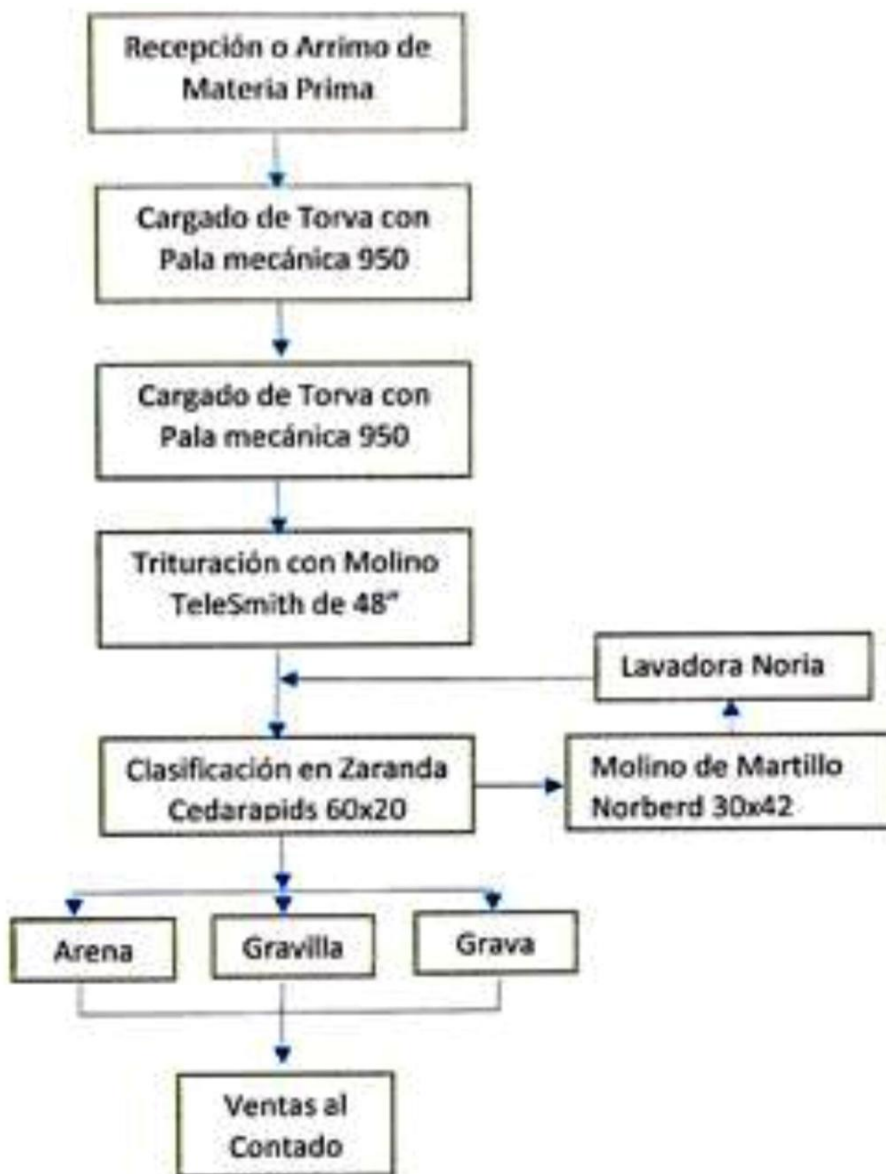 Recepción o Arrimo de
Materia Prima
Cargado de Torva con
Pala mecánica 950
Cargado de Torva con
Pala mecánica 950
Trituración con Molino
TeleSmith de 48"
Lavadora Noria
Clasificación en Zaranda
Cedarapids 60x20
Molino de Martillo
Norberd 30x42
Arena
Gravilla
Grava
Ventas al
Contado